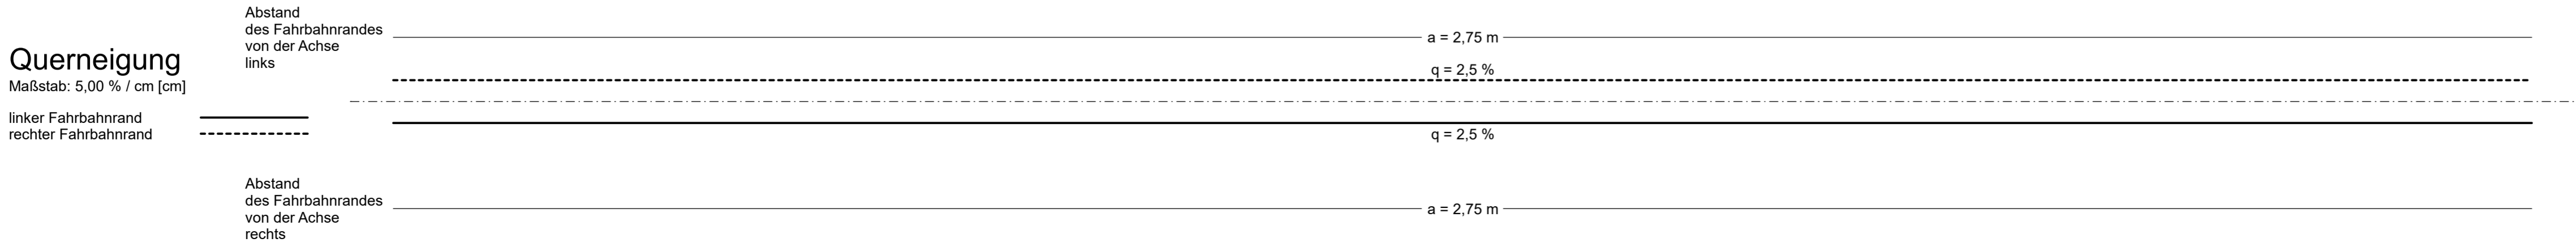 Querneigung
Maßstab: 5,00 % / cm [cm]
linker Fahrbahnrand
rechter Fahrbahnrand
Abstand
des Fahrbahnrandes
von der Achse
links
a = 2,75 m
q = 2,5 %
q = 2,5 %
Abstand
des Fahrbahnrandes
von der Achse
rechts
a = 2,75 m